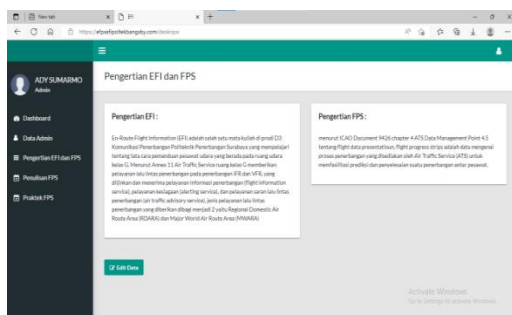 New tab
https://efpsefipoltekbangsby.com/deskripsi
ADY SUMARMO
Admin
Dashboard
Data Admin
Pengertian EFI dan FPS
Penulisan FPS
Praktek FPS
Pengertian EFI dan FPS
Pengertian EFI :
En-Route Flight Information (EFI) adalah salah satu mata kuliah di prodi D3
Komunikasi Penerbangan Politeknik Penerbangan Surabaya yang mempelajari
tentang tata cara pemanduan pesawat udara yang berada pada ruang udara
kelas G. Menurut Annex 11 Air Traffic Service ruang kelas G memberikan
pelayanan lalu lintas penerbangan pada penerbangan IFR dan VFR, yang
diijinkan dan menerima pelayanan informasi penerbangan (flight information
service), pelayanan kesiagaan (alerting service), dan pelayanan saran lalu lintas
penerbangan (air traffic advisory service), jenis pelayanan lalu lintas
penerbangan yang diberikan dibagi menjadi 2 yaitu Regional Domestic Air
Route Area (RDARA) dan Major World Air Route Area (MWARA)
Pengertian FPS :
menurut ICAO Document 9426 chapter 4 ATS Data Management Point 4.5
tentang flight data presentation, flight progress strips adalah data mengenai
proses penerbangan yang disediakan oleh Air Traffic Service (ATS) untuk
memfasilitasi prediksi dan penyelesaian suatu penerbangan antar pesawat.
Edit Data
Activate Windows
Go to Settings to activate Windows.